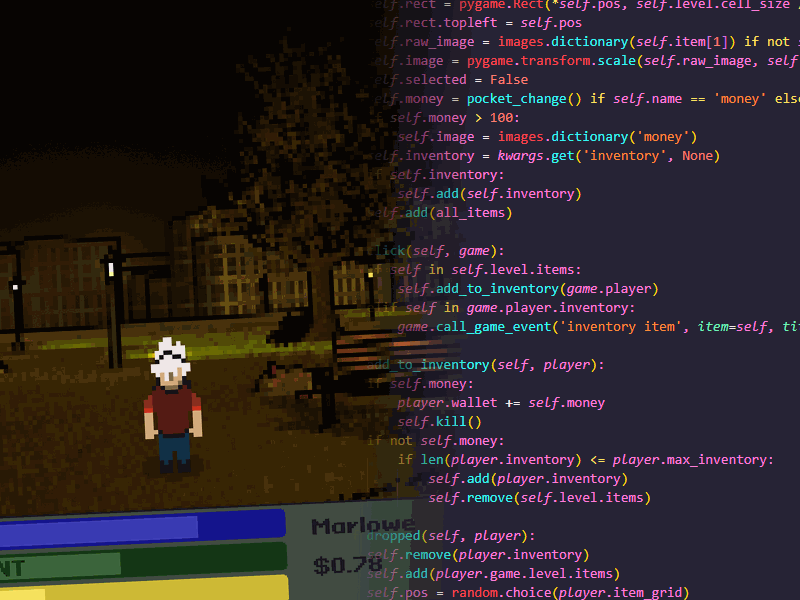 self.rect = pygame.Rect(*self.pos, self.level.cell_size
self.rect.topleft = self.pos
self.raw_image = images.dictionary(self.item[1]) if not
self.image = pygame.transform.scale(self.raw_image, self
self.selected = False
self.money = pocket_change() if self.name == 'money' else
if self.money > 100:
self.image = images.dictionary('money')
self.inventory = kwargs.get('inventory', None)
if self.inventory:
self.add(self.inventory)
self.add(all_items)
lick(self, game):
if self in self.level.items:
self.add_to_inventory(game.player)
lif self in game.player.inventory:
game.call_game_event('inventory item', item=self, tit
add_to_inventory(self, player):
if self.money:
player.wallet += self.money
self.kill()
if not self.money:
if len(player.inventory) <= player.max_inventory:
self.add(player.inventory)
self.remove(self.level.items)
dropped(self, player):
self.remove(player.inventory)
self.add(player.game.level.items)
self.pos = random.choice(player.item_grid)
Marlowe
NT
$0.78